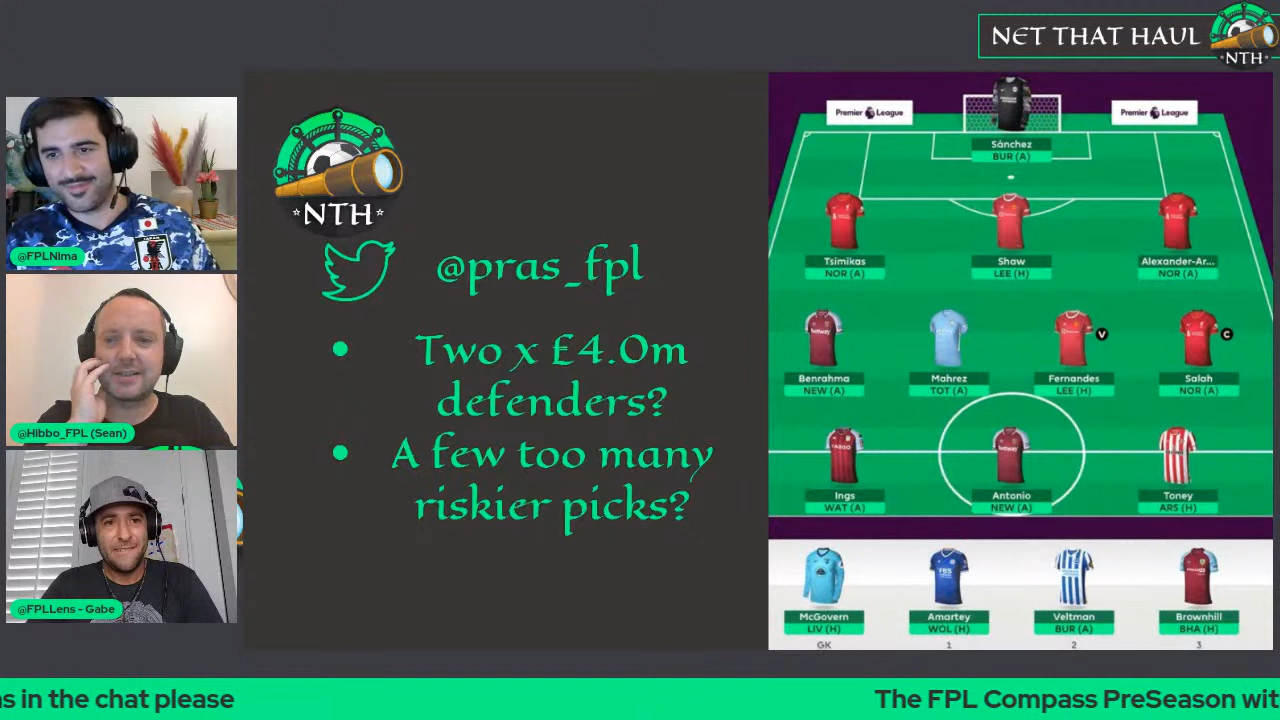 NET THAT HAUL
NTH
Premier League
Premier League
Sánchez
BUR (A)
NTH
@pras_fpl
Two x £4.0m
defenders?
A few too many
riskier picks?
Tsimikas
NOR (A)
Shaw
LEE (H)
Alexander-Ar...
NOR (A)
Benrahma
NEW (A)
Mahrez
TOT (A)
V
Fernandes
LEE (H)
C
Salah
NOR (A)
Ings
WAT (A)
Antonio
NEW (A)
Toney
ARS (H)
McGovern
LIV (H)
GK
Amartey
WOL (H)
1
Veltman
BUR (A)
2
Brownhill
BHA (H)
3
@FPLNima
JAPAN
@Hibbo_FPL (Sean)
@FPLLens - Gabe
s in the chat please
The FPL Compass PreSeason wit